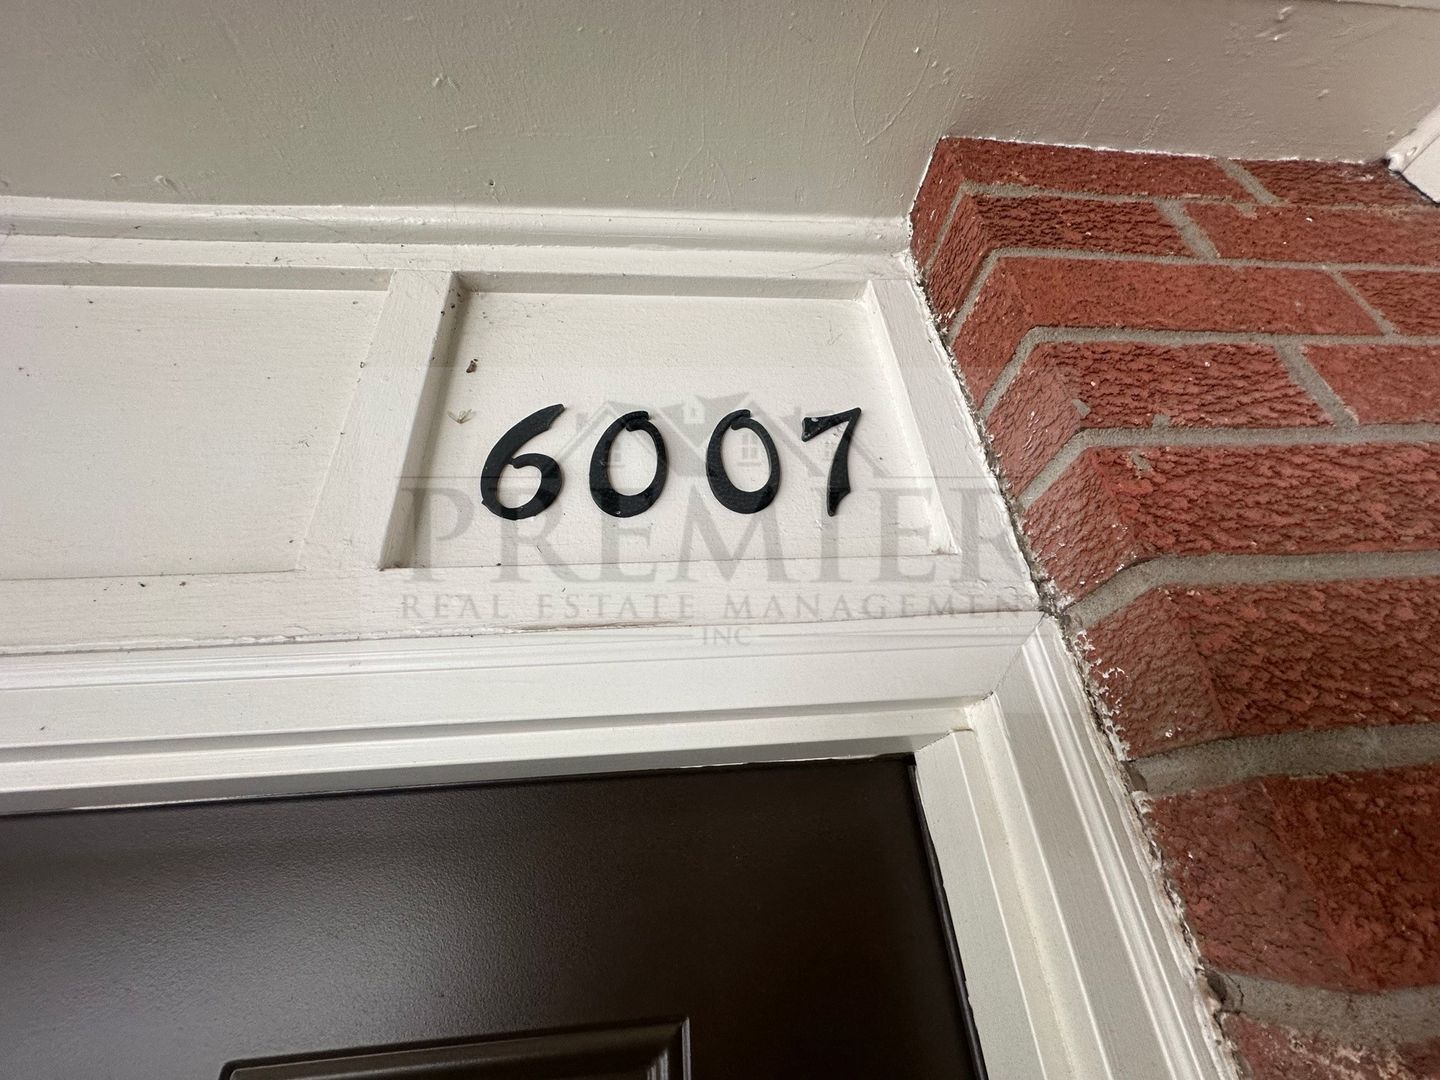 6007
PREMIER
REAL ESTATE MANAGEMENT
INC